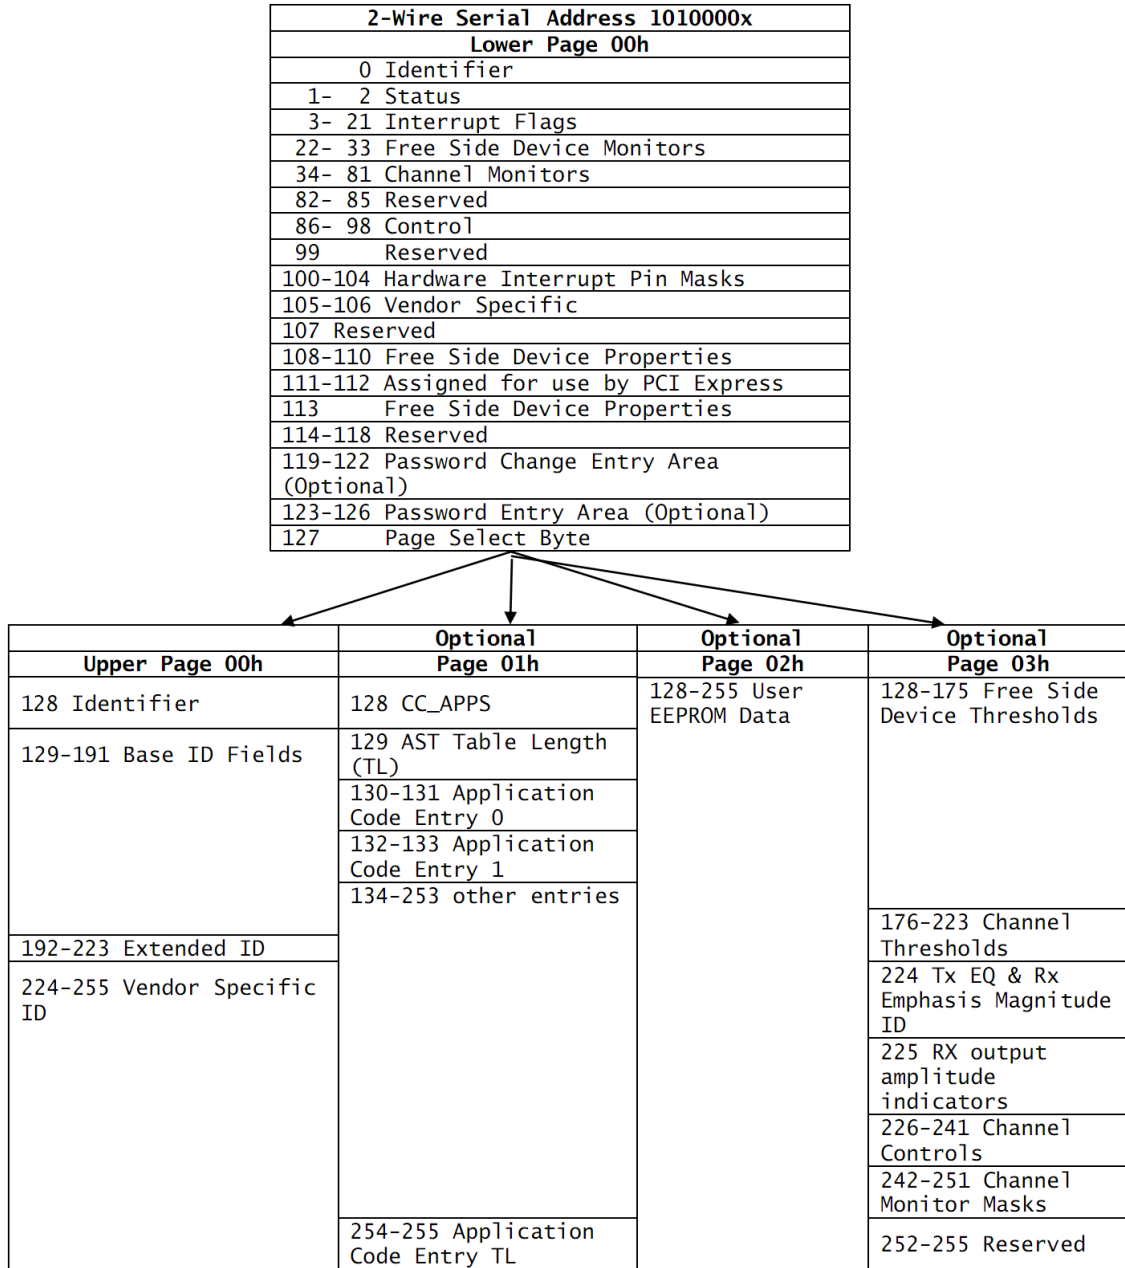 2-Wire Serial Address 1010000x
Lower Page 00h
0 Identifier
1- 2 Status
3- 21 Interrupt Flags
22- 33 Free Side Device Monitors
34- 81 Channel Monitors
82- 85 Reserved
86- 98 Control
99 Reserved
100-104 Hardware Interrupt Pin Masks
105-106 Vendor Specific
107 Reserved
108-110 Free Side Device Properties
111-112 Assigned for use by PCI Express
113 Free Side Device Properties
114-118 Reserved
119-122 Password Change Entry Area
(Optional)
123-126 Password Entry Area (Optional)
127 Page Select Byte
Upper Page 00h
128 Identifier
129-191 Base ID Fields
192-223 Extended ID
224-255 Vendor Specific
ID
Optional
Page 01h
128 CC_APPS
129 AST Table Length
(TL)
130-131 Application
Code Entry 0
132-133 Application
Code Entry 1
134-253 other entries
254-255 Application
Code Entry TL
Optional
Page 02h
128-255 User
EEPROM Data
Optional
Page 03h
128-175 Free Side
Device Thresholds
176-223 Channel
Thresholds
224 Tx EQ & Rx
Emphasis Magnitude
ID
225 RX output
amplitude
indicators
226-241 Channel
Controls
242-251 Channel
Monitor Masks
252-255 Reserved